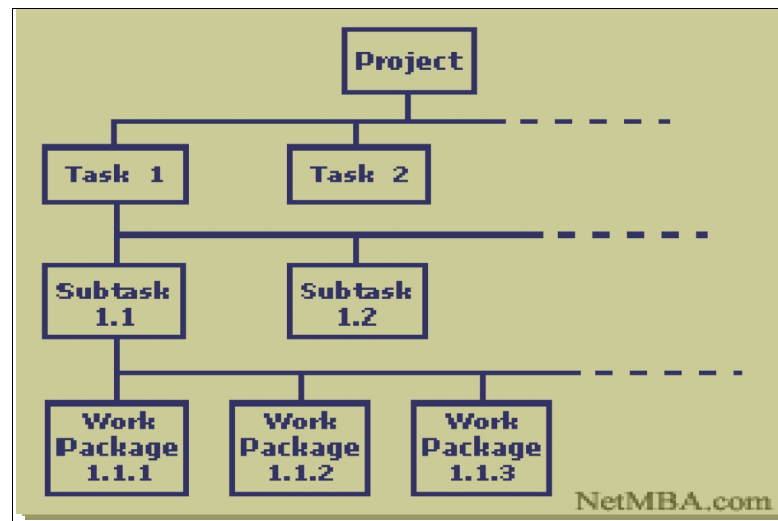 Project
Task 1
Task 2
Subtask
1.1
Subtask
1.2
Work
Package
1.1.1
Work
Package
1.1.2
Work
Package
1.1.3
NetMBA.com